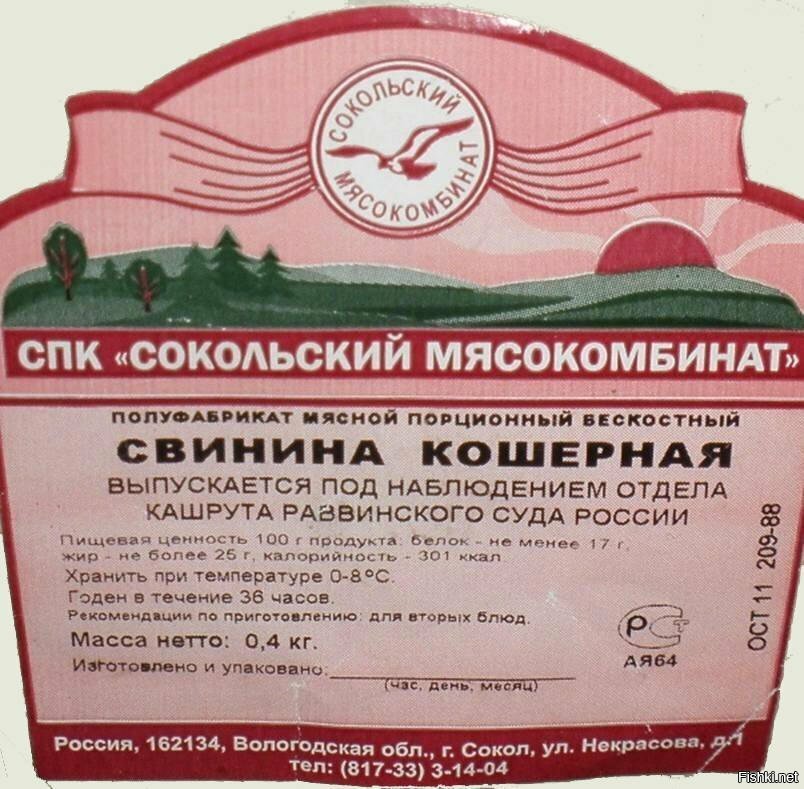 СОКОЛЬСКИЙ
МЯСОКОМБИНАТ
СПК «СОКОЛЬСКИЙ МЯСОКОМБИНАТ»
ПОЛУФАБРИКАТ МЯСНОЙ ПОРЦИОННЫЙ БЕСКОСТНЫЙ
СВИНИНА КОШЕРНАЯ
ВЫПУСКАЕТСЯ ПОД НАБЛЮДЕНИЕМ ОТДЕЛА
КАШРУТА РАВВИНСКОГО СУДА РОССИИ
Пищевая ценность 100 г продукта: белок - не менее 17 г,
жир - не более 25 г, калорийность - 301 ккал.
Хранить при температуре 0-8°С.
Годен в течение 36 часов.
Рекомендации по приготовлению: для вторых блюд.
Масса нетто: 0,4 кг.
Изготовлено и упаковано:
(час, день, месяц)
РСТ
АЯ64
ОСТ 11 209-88
Россия, 162134, Вологодская обл., г. Сокол, ул. Некрасова, д.1
тел: (817-33) 3-14-04
Fishki.net